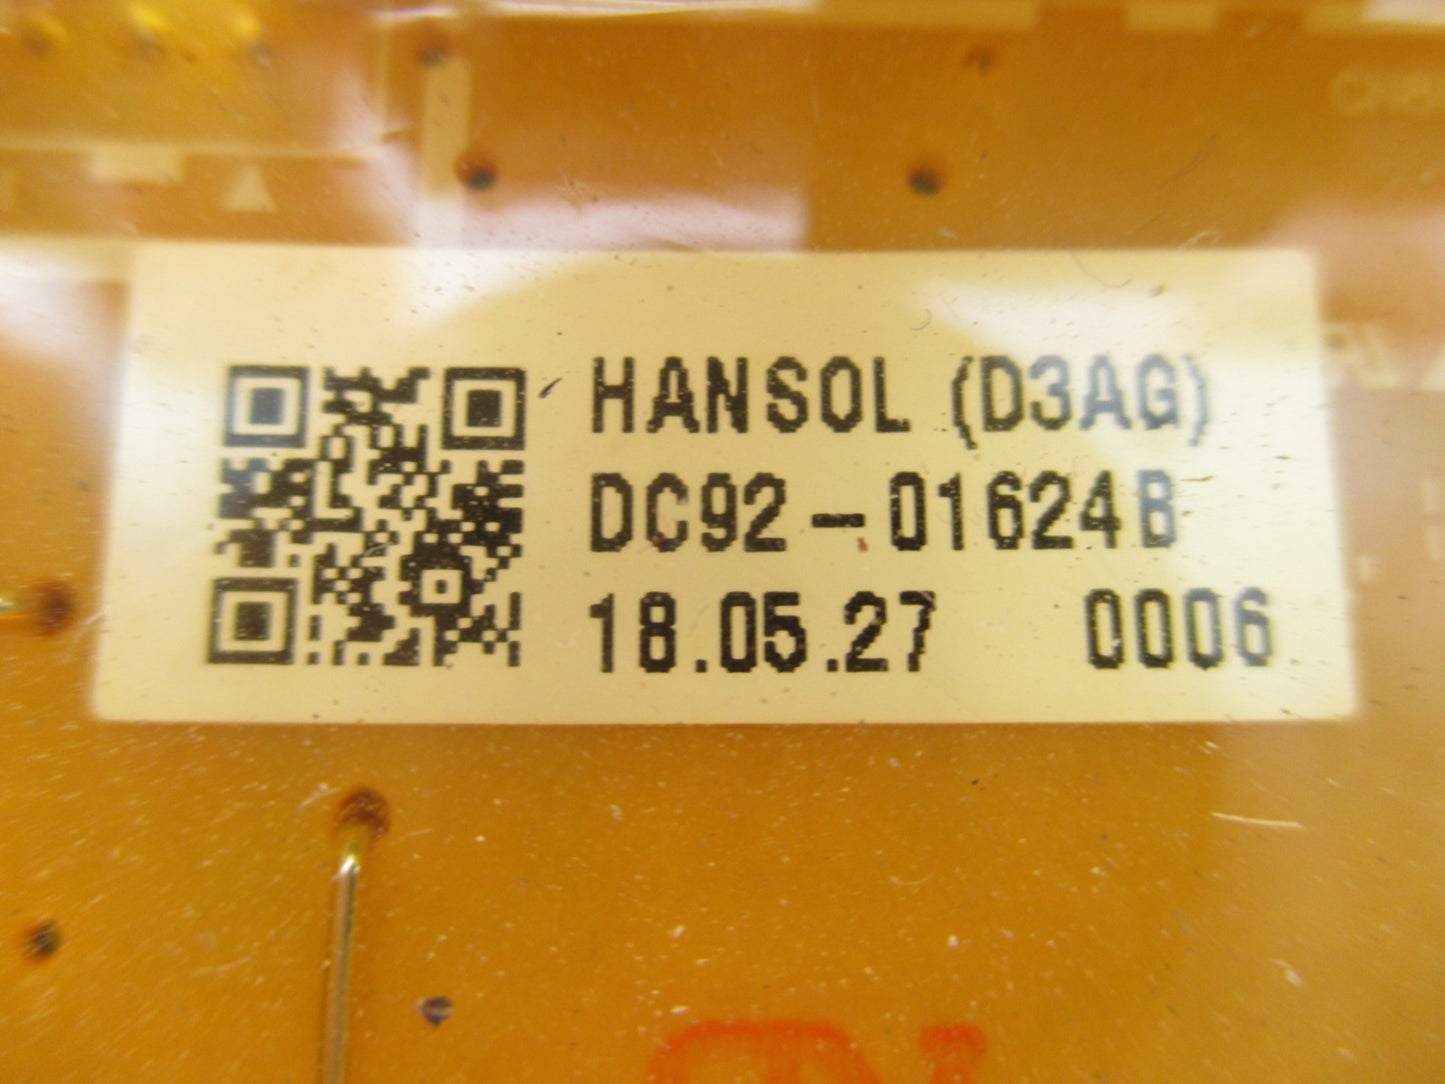 HANSOL (D3AG)
DC92-01624B
18.05.27 0006